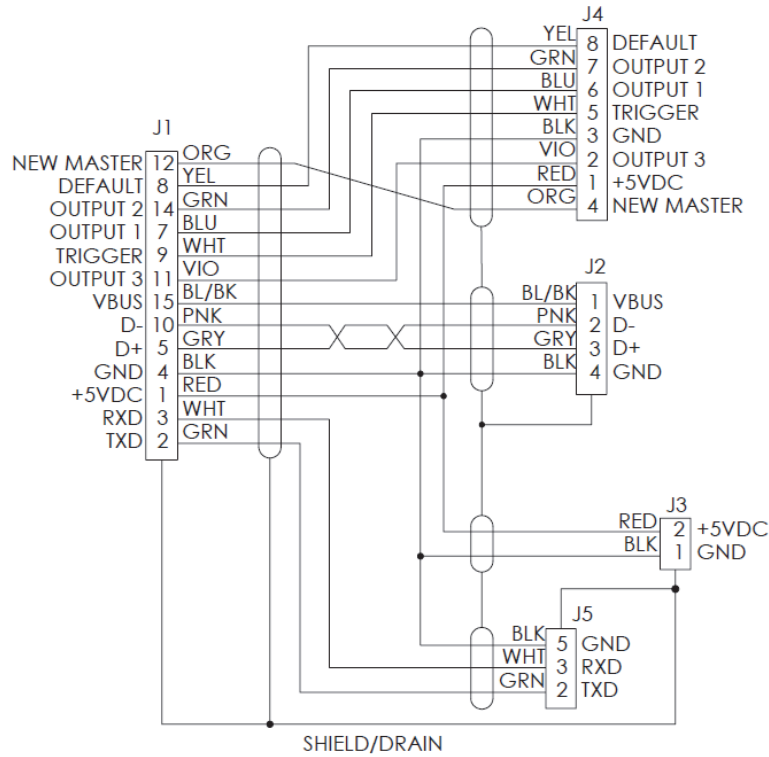 J4
YEL 8 DEFAULT
GRN 7 OUTPUT 2
BLU 6 OUTPUT 1
WHT 5 TRIGGER
BLK 3 GND
VIO 2 OUTPUT 3
RED 1 +5VDC
ORG 4 NEW MASTER
J1
NEW MASTER 12 ORG
DEFAULT 8 YEL
OUTPUT 2 14 GRN
OUTPUT 1 7 BLU
TRIGGER 9 WHT
OUTPUT 3 11 VIO
VBUS 15 BL/BK
D- 10 PNK
D+ 5 GRY
GND 4 BLK
+5VDC 1 RED
RXD 3 WHT
TXD 2 GRN
J2
BL/BK 1 VBUS
PNK 2 D-
GRY 3 D+
BLK 4 GND
J3
RED 2 +5VDC
BLK 1 GND
J5
BLK 5 GND
WHT 3 RXD
GRN 2 TXD
SHIELD/DRAIN